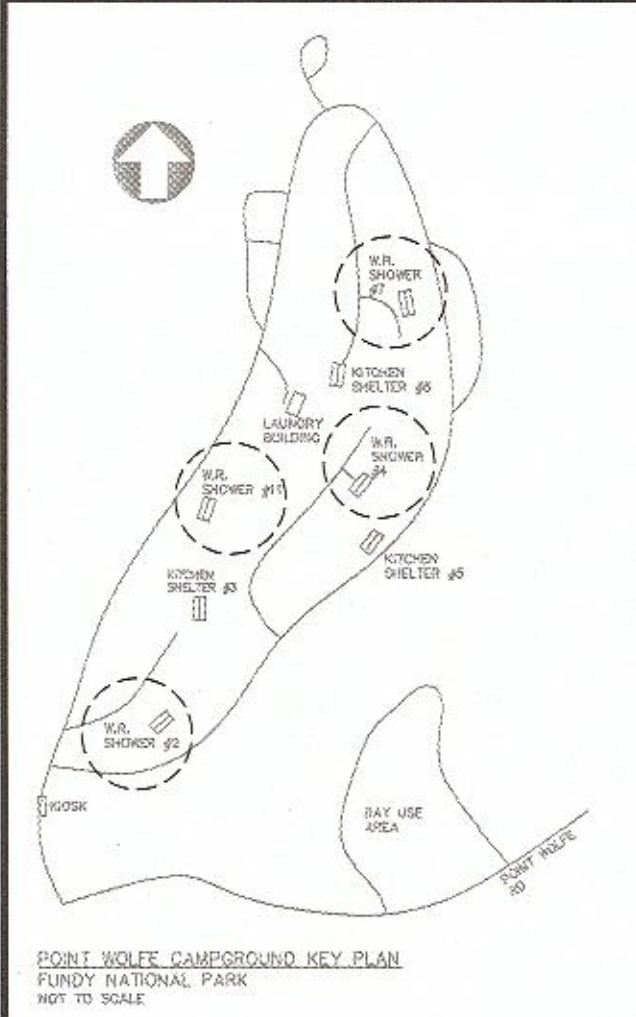 W.R.
SHOWER
#7
KITCHEN
SHELTER #6
LAUNDRY
BUILDING
W.R.
SHOWER
#4
W.R.
SHOWER #11
KITCHEN
SHELTER #5
KITCHEN
SHELTER #3
W.R.
SHOWER #2
KIOSK
DAY USE
AREA
POINT WOLFE
RD
POINT WOLFE CAMPGROUND KEY PLAN
FUNDY NATIONAL PARK
NOT TO SCALE